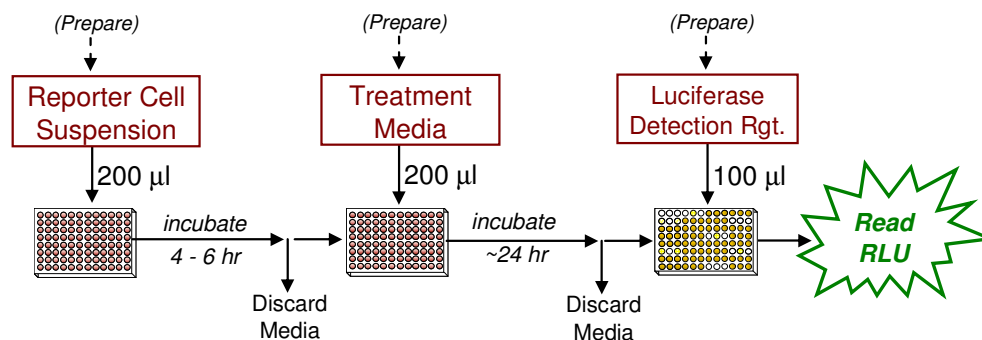 (Prepare)
(Prepare)
(Prepare)
Reporter Cell
Suspension
Treatment
Media
Luciferase
Detection Rgt.
200 µl
200 µl
100 µl
incubate
4 - 6 hr
incubate
~24 hr
Read
RLU
Discard
Media
Discard
Media